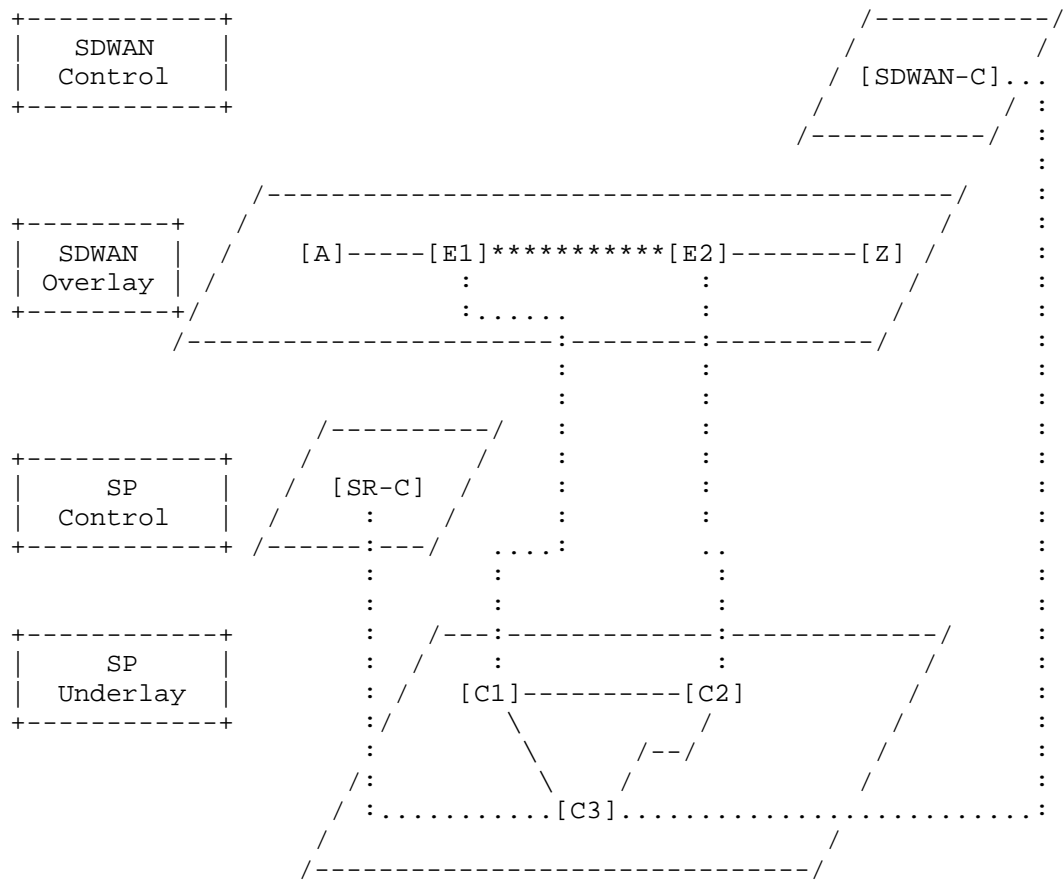 SDWAN
Control
[SDWAN-C]
SDWAN
Overlay
[A]-----[E1]***********[E2]--------[Z]
SP
Control
[SR-C]
SP
Underlay
[C1]----------[C2]
[C3]